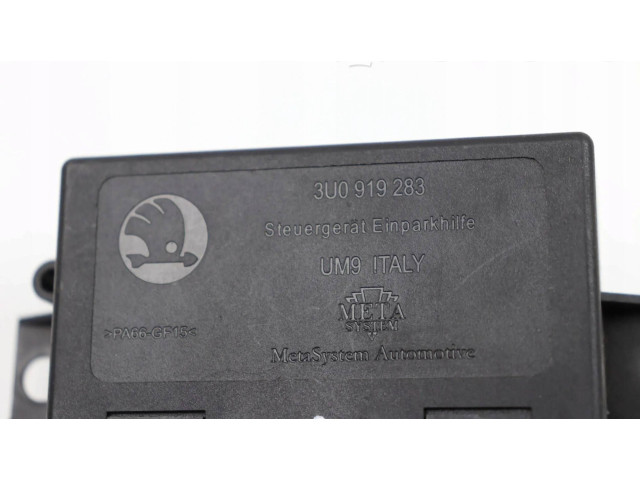 3U0 919 283
Steuergerät Einparkhilfe
UM9 ITALY
META
SYSTEM
>PA66-GF15<
MetaSystem Automotive